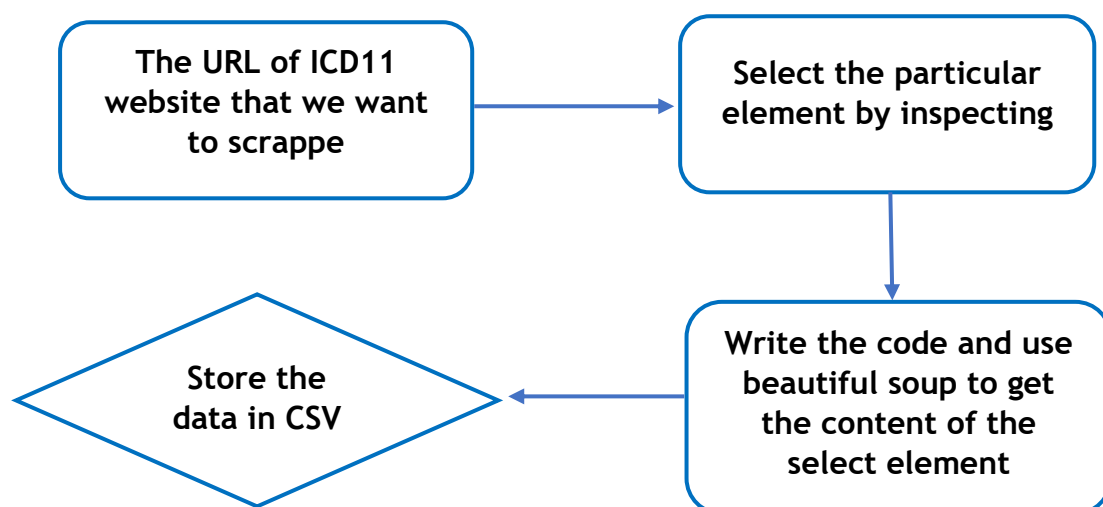 The URL of ICD11
website that we want
to scrappe
Select the particular
element by inspecting
Write the code and use
beautiful soup to get
the content of the
select element
Store the
data in CSV